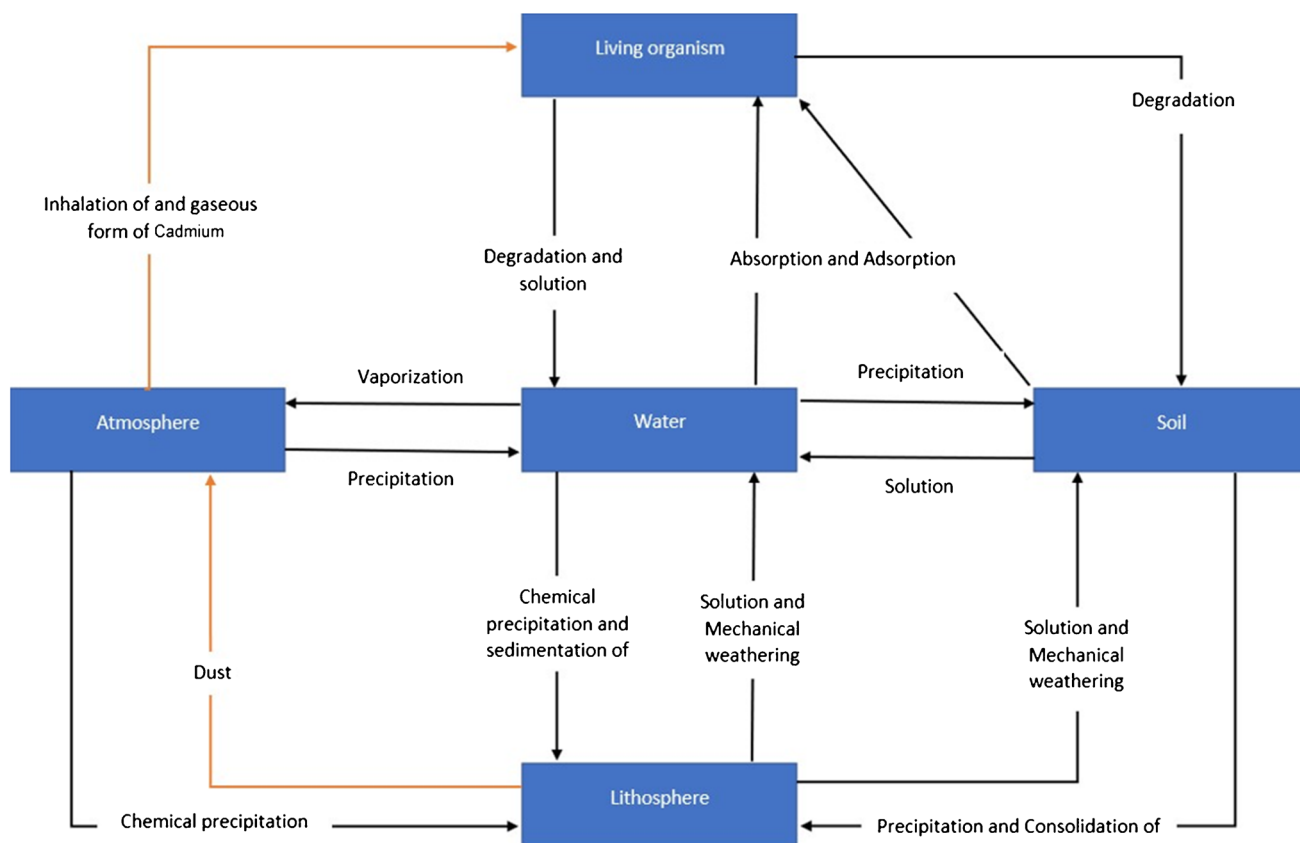 Living organism
Degradation
Inhalation of and gaseous
form of Cadmium
Degradation and
solution
Absorption and Adsorption
Vaporization
Precipitation
Atmosphere
Water
Soil
Precipitation
Solution
Chemical
precipitation and
sedimentation of
Solution and
Mechanical
weathering
Solution and
Mechanical
weathering
Dust
Lithosphere
Chemical precipitation
Precipitation and Consolidation of